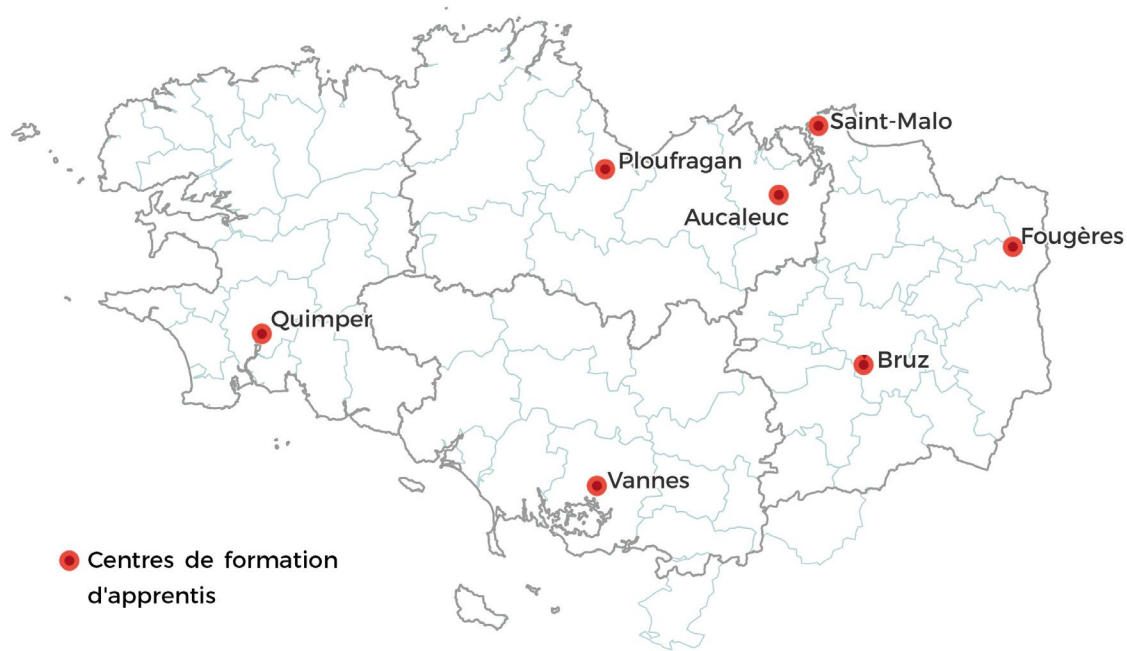 Saint-Malo
Ploufragan
Aucaleuc
Fougères
Quimper
Bruz
Vannes
Centres de formation
d'apprentis